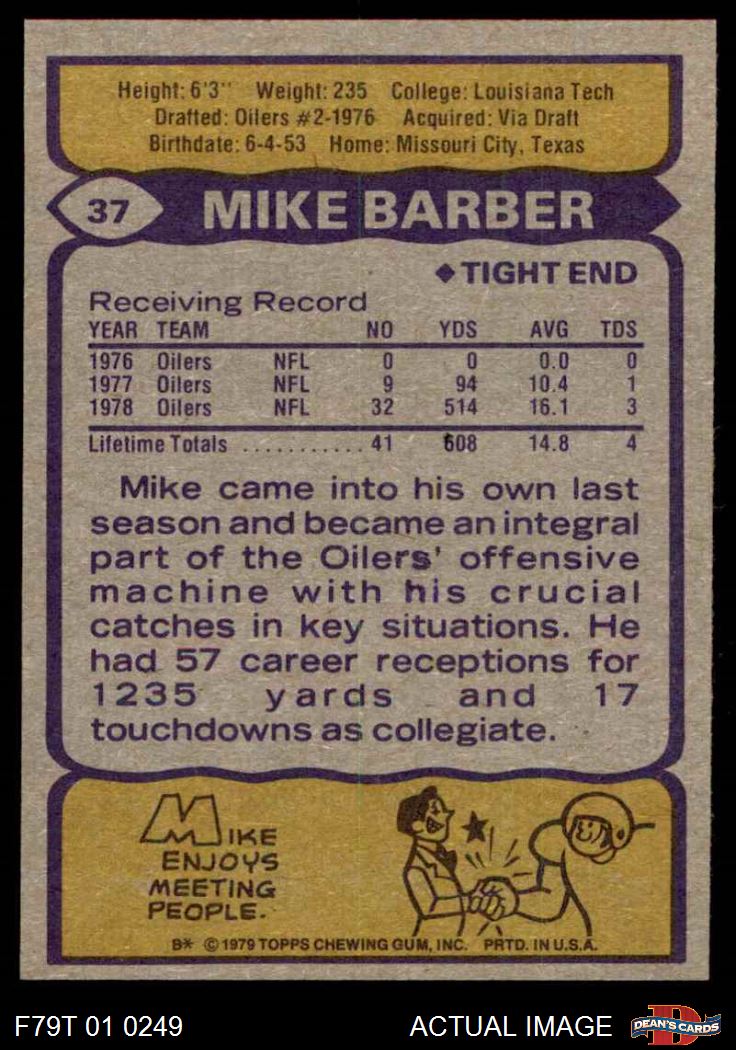 Height: 6'3" Weight: 235 College: Louisiana Tech
Drafted: Oilers #2-1976 Acquired: Via Draft
Birthdate: 6-4-53 Home: Missouri City, Texas
37 MIKE BARBER
◆TIGHT END
Receiving Record
YEAR TEAM NO YDS AVG TDS
1976 Oilers NFL 0 0 0.0 0
1977 Oilers NFL 9 94 10.4 1
1978 Oilers NFL 32 514 16.1 3
Lifetime Totals ........... 41 608 14.8 4
Mike came into his own last
season and became an integral
part of the Oilers' offensive
machine with his crucial
catches in key situations. He
had 57 career receptions for
1235 yards and 17
touchdowns as collegiate.
MIKE
ENJOYS
MEETING
PEOPLE.
B* © 1979 TOPPS CHEWING GUM, INC. PRTD. IN U.S.A.
F79T 01 0249 ACTUAL IMAGE D DEAN'S CARDS